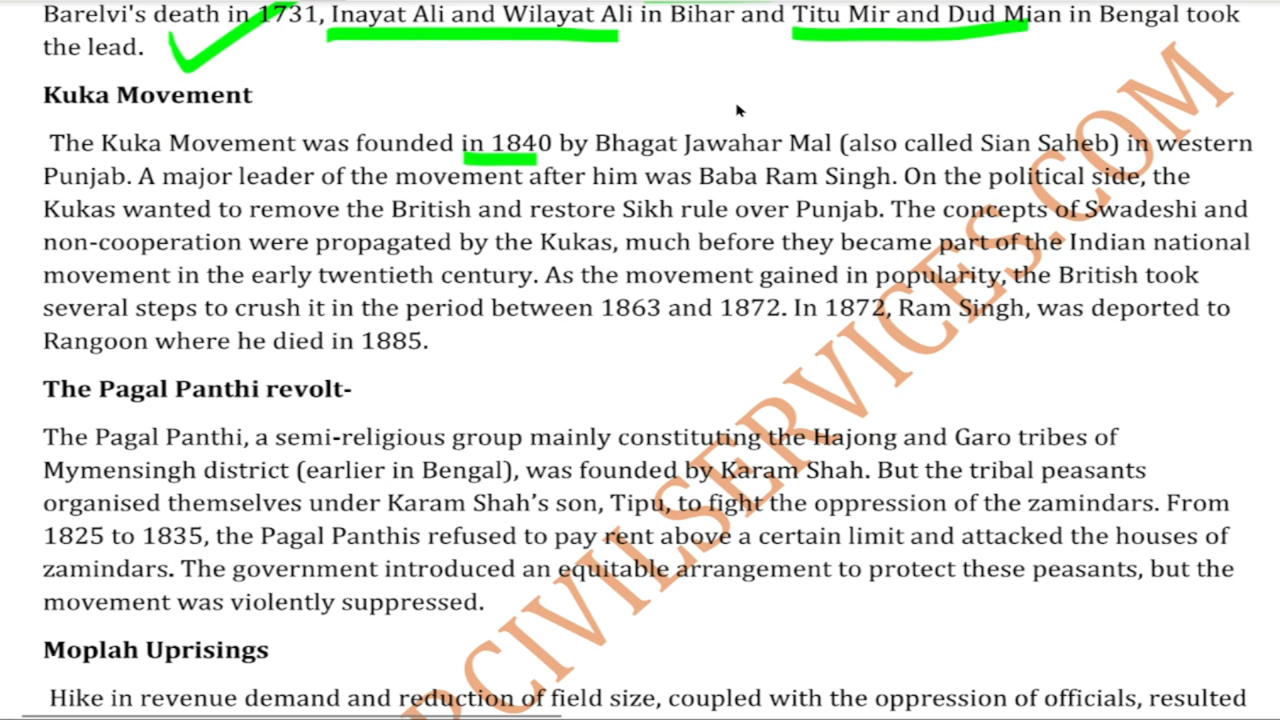 Barelvi's death in 1731, Inayat Ali and Wilayat Ali in Bihar and Titu Mir and Dud Mian in Bengal took
the lead.
Kuka Movement
The Kuka Movement was founded in 1840 by Bhagat Jawahar Mal (also called Sian Saheb) in western
Punjab. A major leader of the movement after him was Baba Ram Singh. On the political side, the
Kukas wanted to remove the British and restore Sikh rule over Punjab. The concepts of Swadeshi and
non-cooperation were propagated by the Kukas, much before they became part of the Indian national
movement in the early twentieth century. As the movement gained in popularity, the British took
several steps to crush it in the period between 1863 and 1872. In 1872, Ram Singh, was deported to
Rangoon where he died in 1885.
The Pagal Panthi revolt-
The Pagal Panthi, a semi-religious group mainly constituting the Hajong and Garo tribes of
Mymensingh district (earlier in Bengal), was founded by Karam Shah. But the tribal peasants
organised themselves under Karam Shah's son, Tipu, to fight the oppression of the zamindars. From
1825 to 1835, the Pagal Panthis refused to pay rent above a certain limit and attacked the houses of
zamindars. The government introduced an equitable arrangement to protect these peasants, but the
movement was violently suppressed.
Moplah Uprisings
Hike in revenue demand and reduction of field size, coupled with the oppression of officials, resulted
PCIVILSERVICES.COM